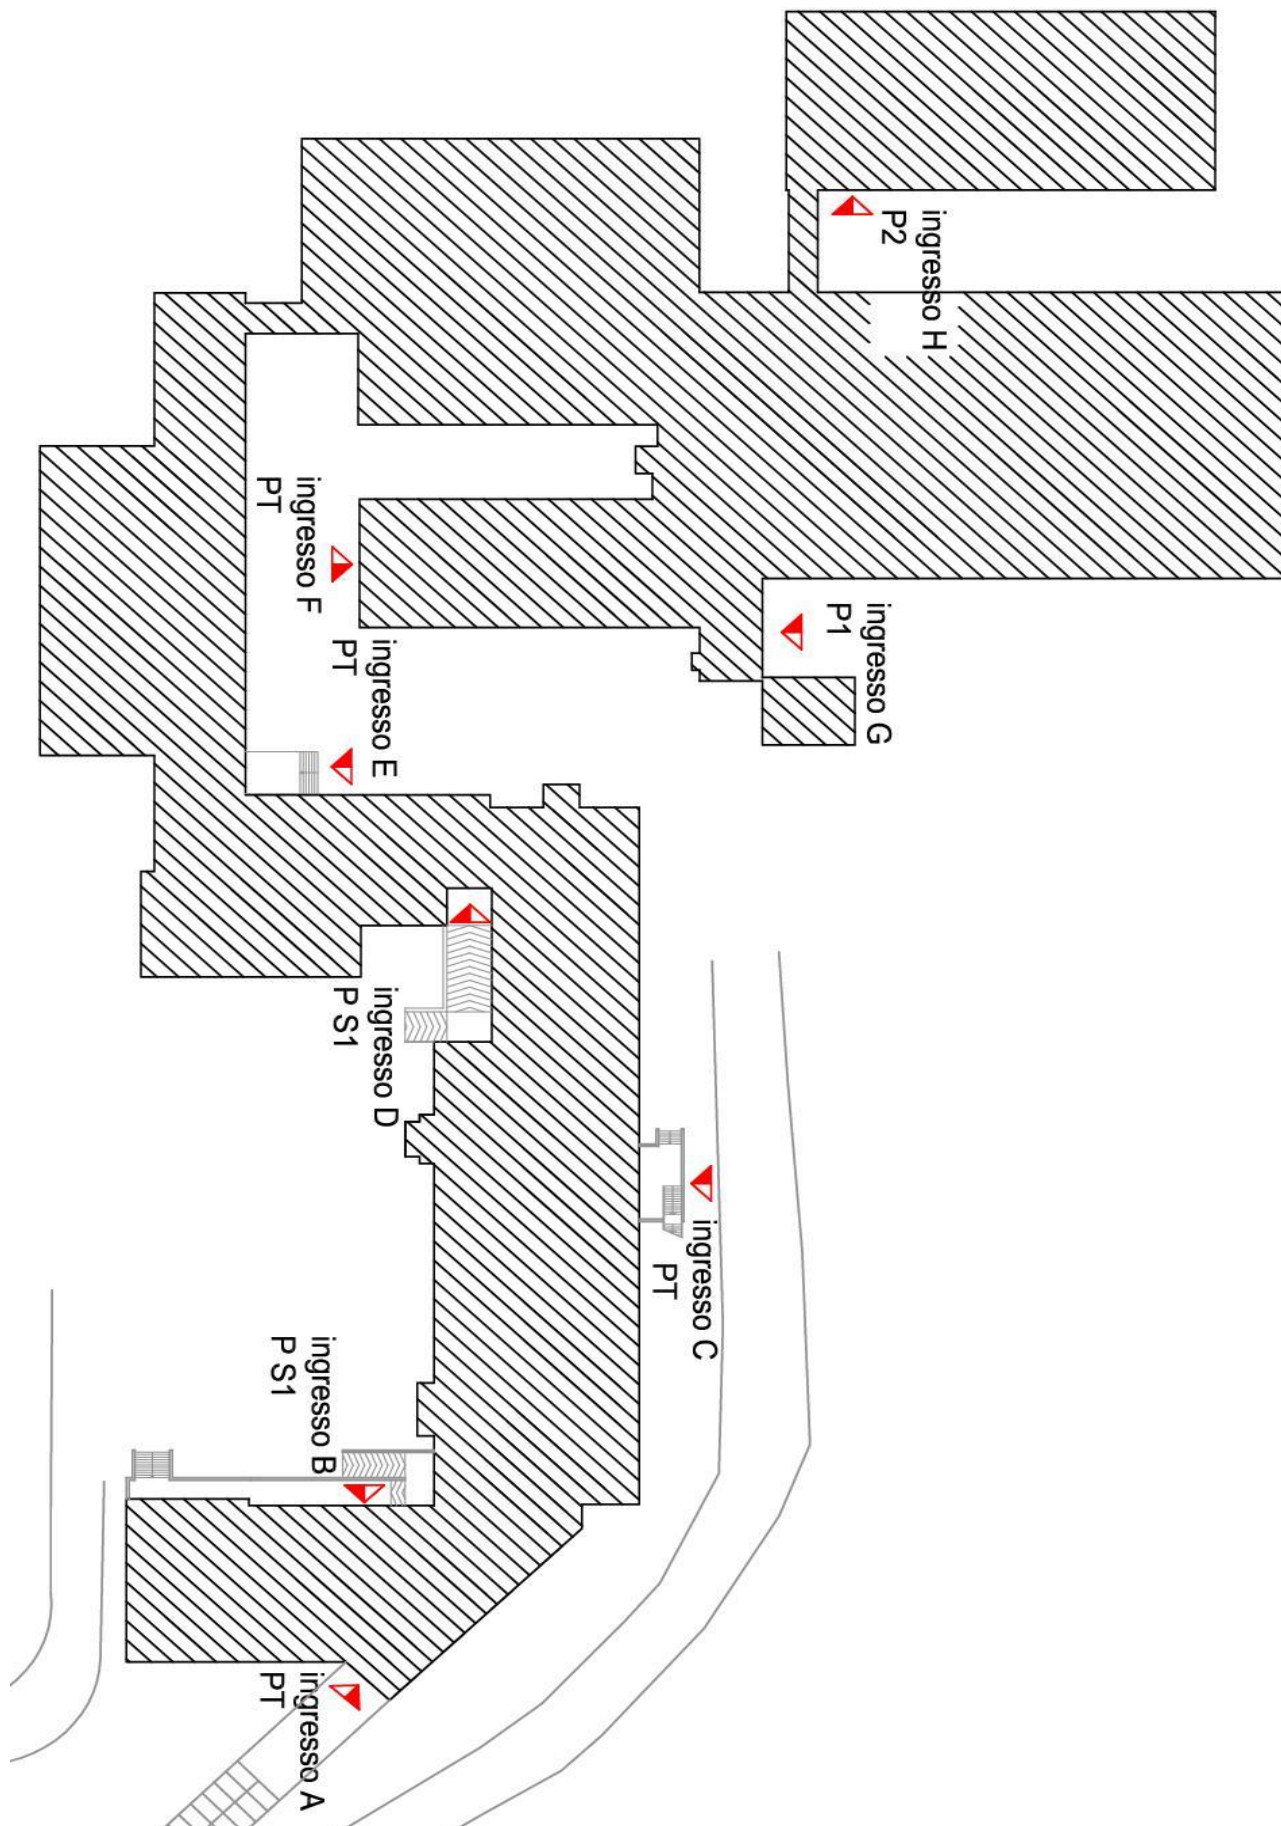 ingresso H
P2
ingresso F
PT
ingresso G
P1
ingresso E
PT
ingresso D
P S1
ingresso C
PT
ingresso B
P S1
ingresso A
PT